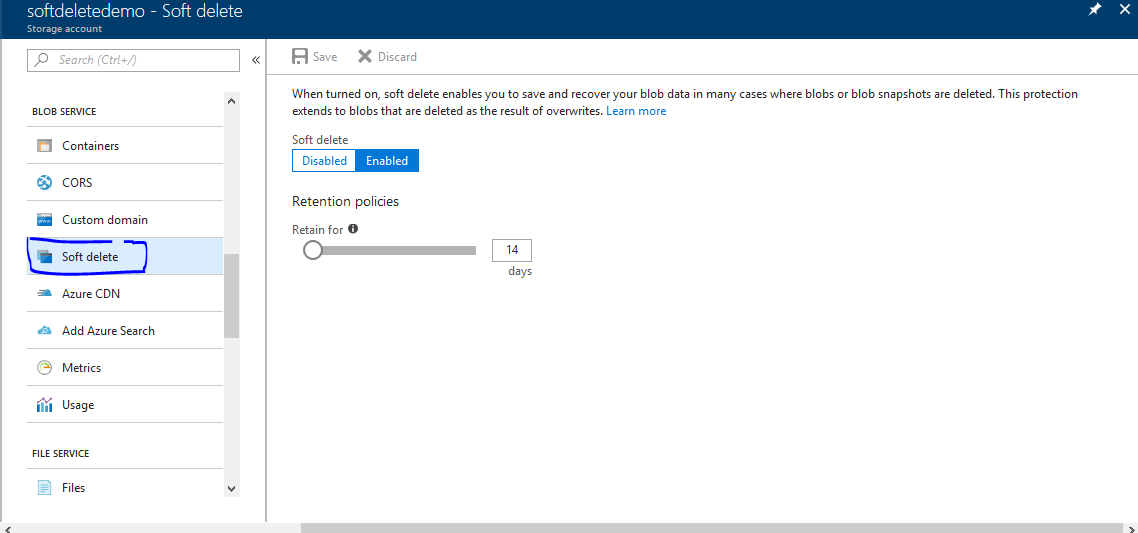 softdeletedemo - Soft delete
Storage account
Search (Ctrl+/)
«
BLOB SERVICE
Containers
CORS
www
Custom domain
Soft delete
Azure CDN
Add Azure Search
Metrics
Usage
FILE SERVICE
Files
Save Discard
When turned on, soft delete enables you to save and recover your blob data in many cases where blobs or blob snapshots are deleted. This protection
extends to blobs that are deleted as the result of overwrites. Learn more
Soft delete
Disabled Enabled
Retention policies
Retain for
14
days